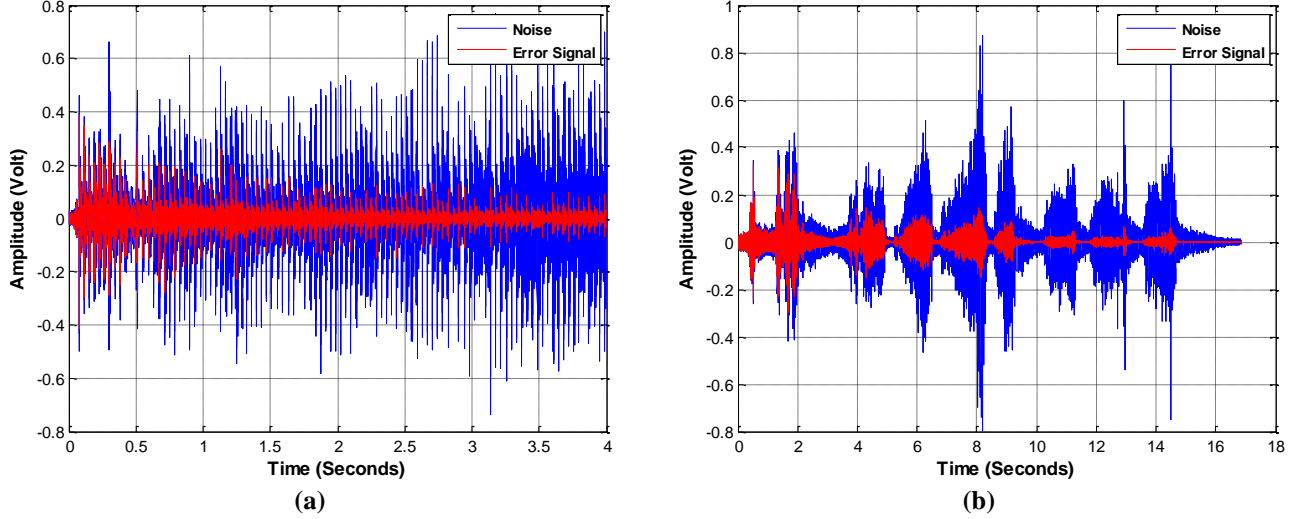 0.8
0.6
0.4
0.2
0
-0.2
-0.4
-0.6
-0.8
Amplitude (Volt)
Noise
Error Signal
0 0.5 1 1.5 2 2.5 3 3.5 4
Time (Seconds)
(a)
1
0.8
0.6
0.4
0.2
0
-0.2
-0.4
-0.6
-0.8
Amplitude (Volt)
Noise
Error Signal
0 2 4 6 8 10 12 14 16 18
Time (Seconds)
(b)